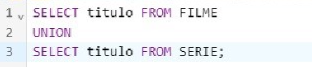 1 SELECT titulo FROM FILME
2 UNION
3 SELECT titulo FROM SERIE;